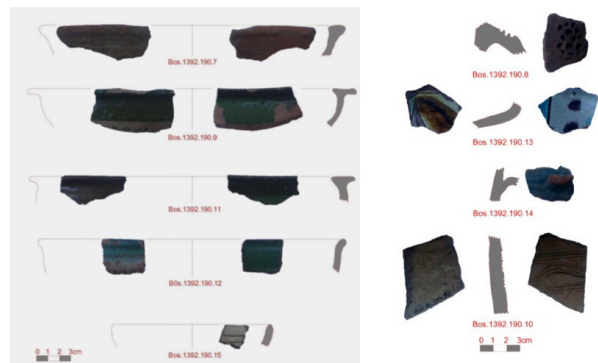 Bos.1392.190.7
Bos.1392.190.9
Bos.1392.190.11
B0s.1392.190.12
Bos.1392.190.15
0 1 2 3cm
Bos.1392.190.8
Bos.1392.190.13
Bos.1392.190.14
Bos.1392.190.10
0 1 2 3cm